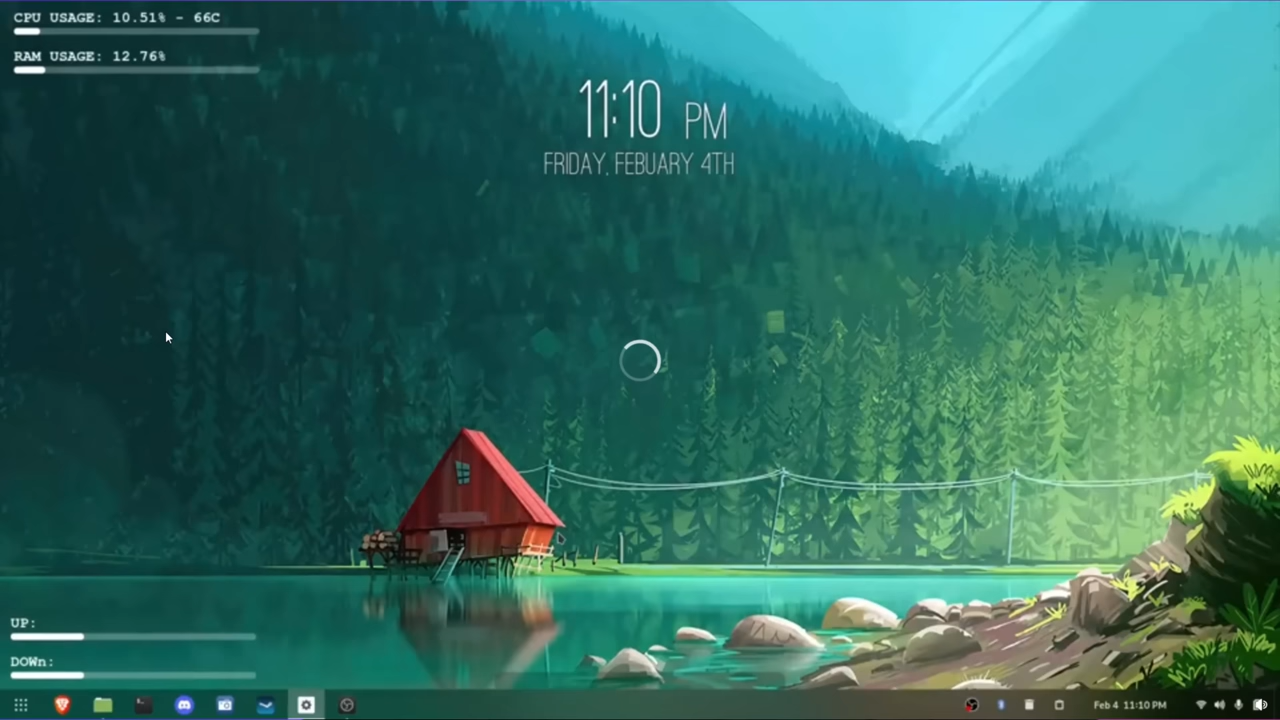 CPU USAGE: 10.51% - 66C
RAM USAGE: 12.76%
11:10 PM
FRIDAY, FEBUARY 4TH
UP:
DOWn:
Feb 4 11:10 PM